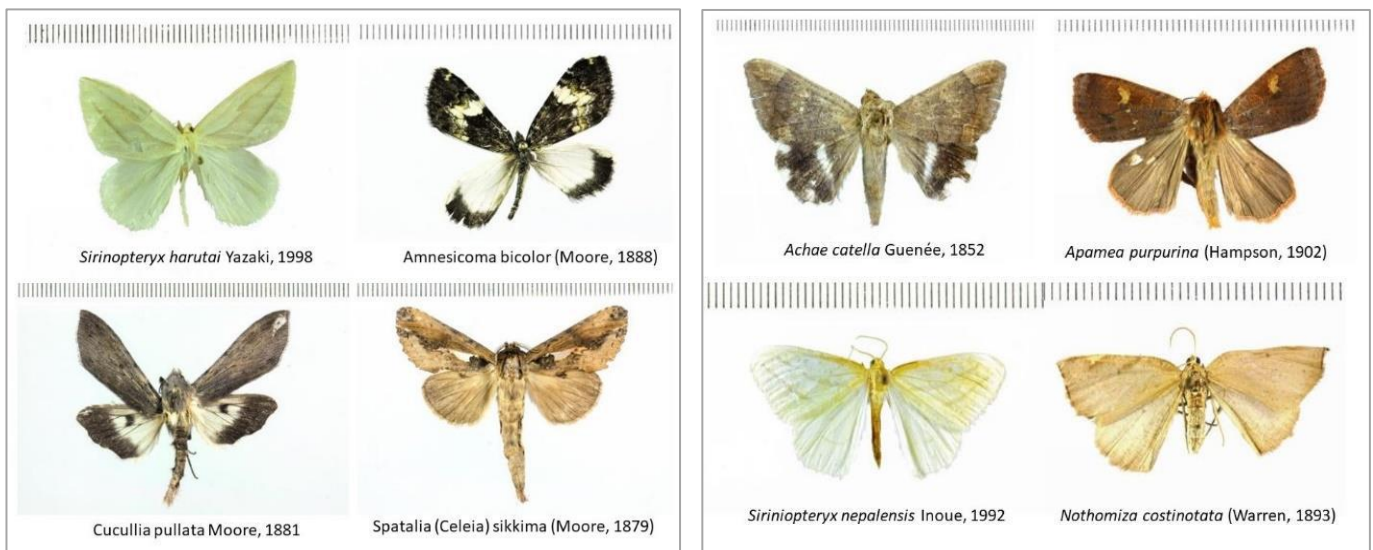 Sirinopteryx harutai Yazaki, 1998
Amnesicoma bicolor (Moore, 1888)
Cucullia pullata Moore, 1881
Spatalia (Celeia) sikkima (Moore, 1879)
Achae catella Guenée, 1852
Apamea purpurina (Hampson, 1902)
Siriniopteryx nepalensis Inoue, 1992
Nothomiza costinotata (Warren, 1893)